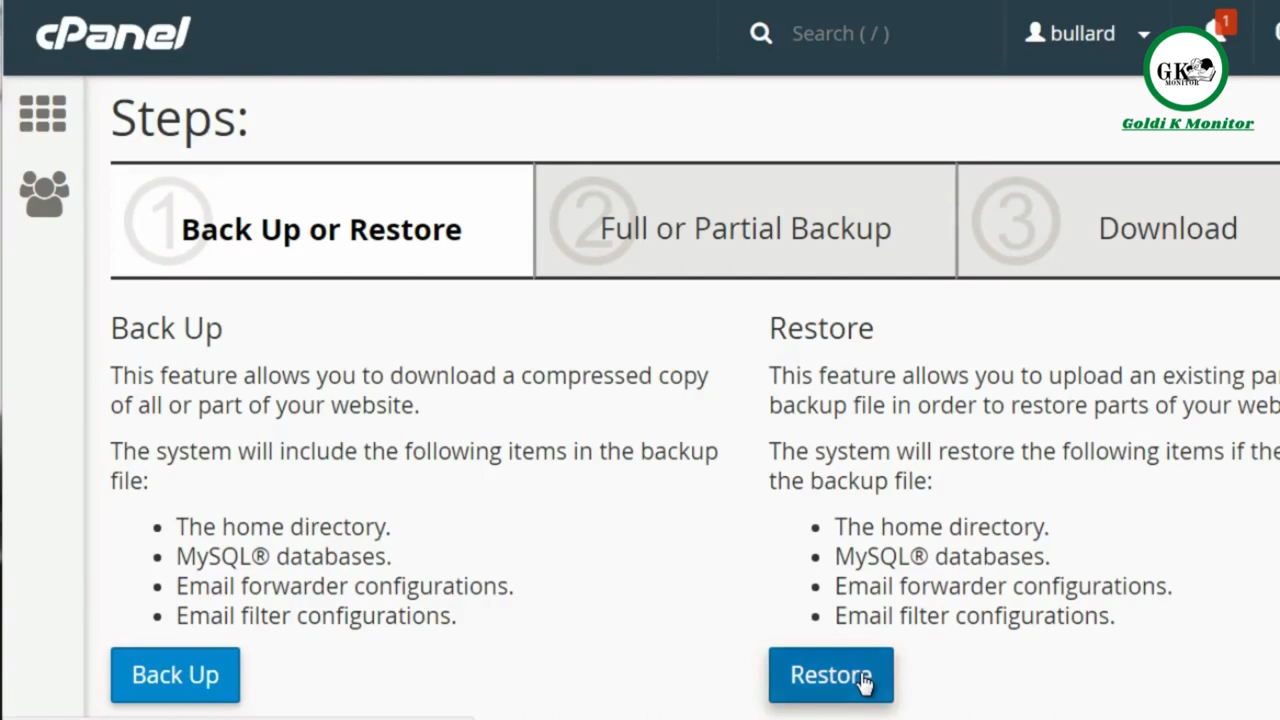 cPanel
Search ( / )
bullard
1
GK
MONITOR
Goldi K Monitor
Steps:
1
Back Up or Restore
2
Full or Partial Backup
3
Download
Back Up
This feature allows you to download a compressed copy
of all or part of your website.
The system will include the following items in the backup
file:
• The home directory.
• MySQL® databases.
• Email forwarder configurations.
• Email filter configurations.
Back Up
Restore
This feature allows you to upload an existing
backup file in order to restore parts of your
The system will restore the following items if
the backup file:
• The home directory.
• MySQL® databases.
• Email forwarder configurations.
• Email filter configurations.
Restore